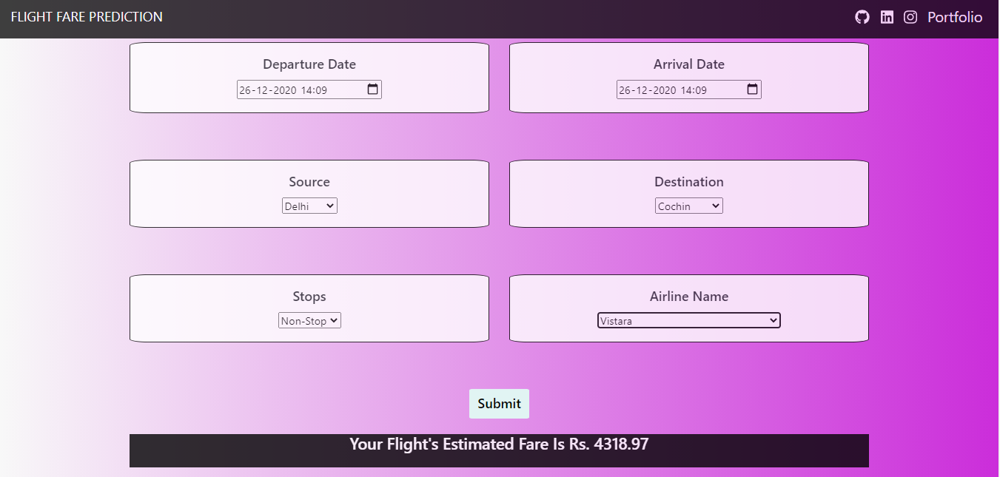 FLIGHT FARE PREDICTION
Portfolio
Departure Date
26-12-2020 14:09
Arrival Date
26-12-2020 14:09
Source
Delhi
Destination
Cochin
Stops
Non-Stop
Airline Name
Vistara
Submit
Your Flight's Estimated Fare Is Rs. 4318.97